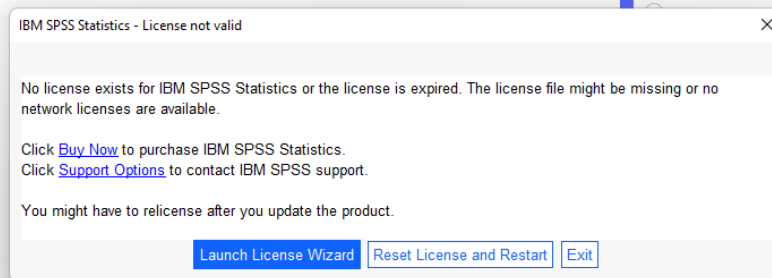 IBM SPSS Statistics - License not valid
No license exists for IBM SPSS Statistics or the license is expired. The license file might be missing or no
network licenses are available.
Click Buy Now to purchase IBM SPSS Statistics.
Click Support Options to contact IBM SPSS support.
You might have to relicense after you update the product.
Launch License Wizard Reset License and Restart Exit